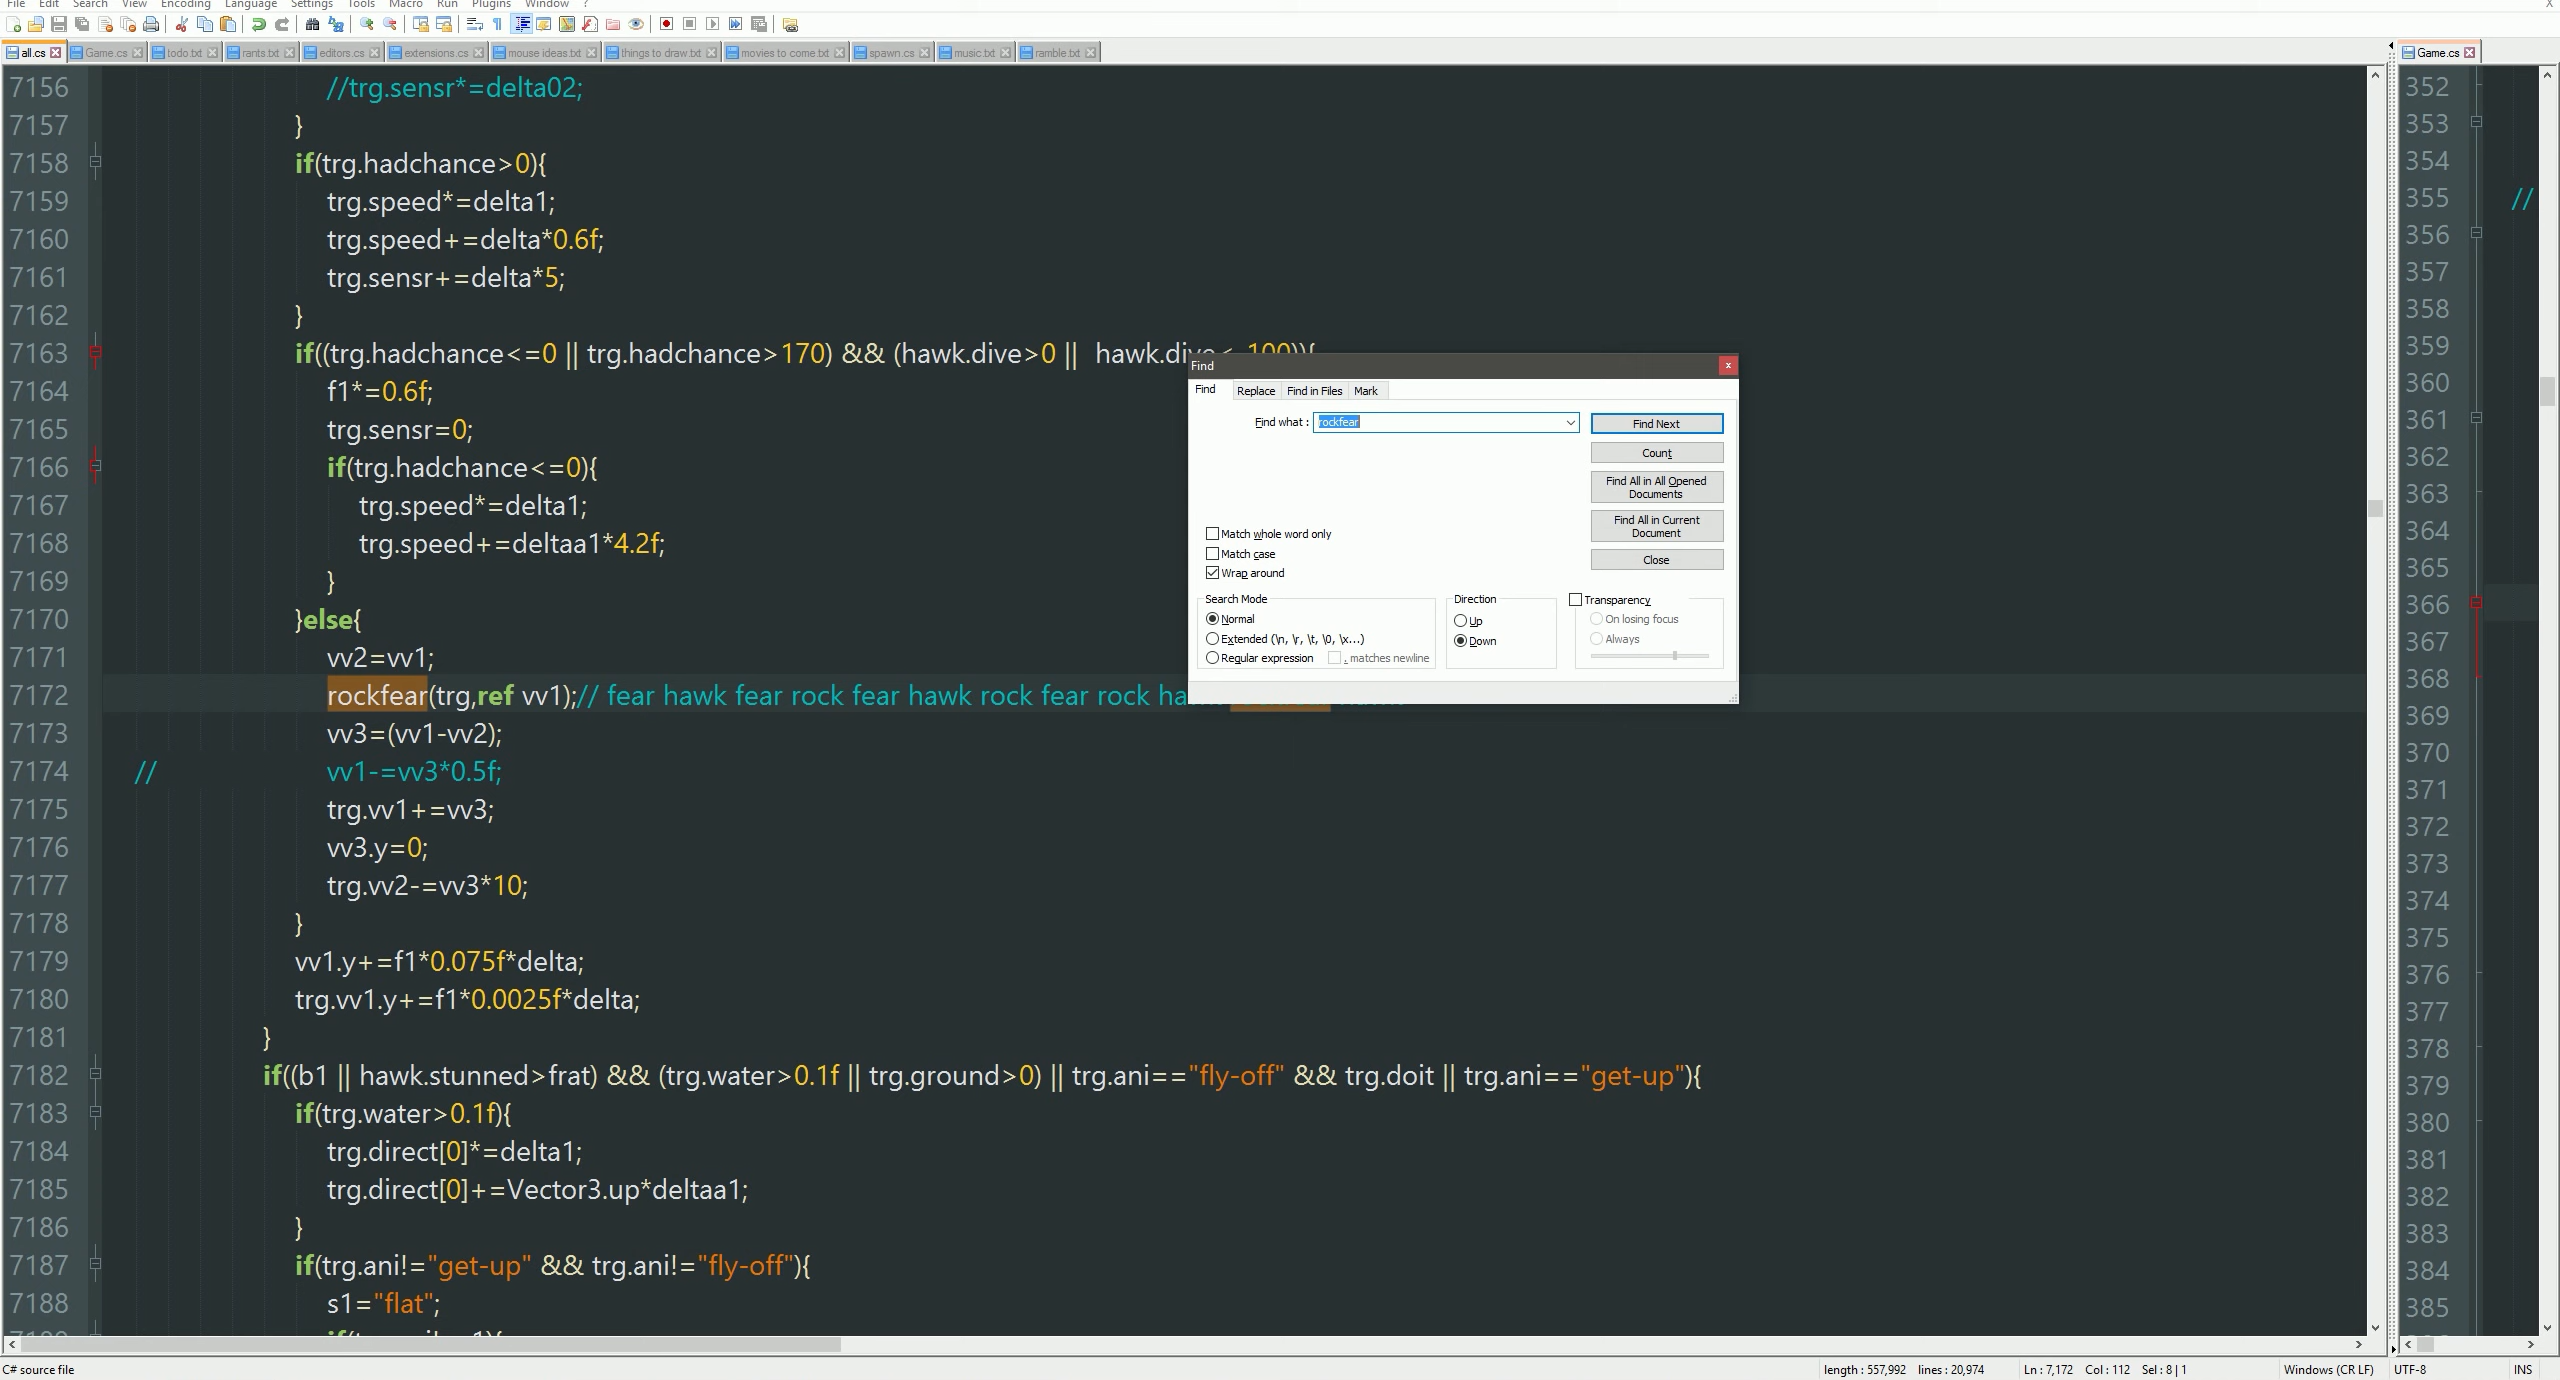 File Edit Search View Encoding Language Settings Tools Macro Run Plugins Window ? X
all.cs Game.cs todo.txt rants.txt editors.cs extensions.cs mouse ideas.txt things to draw.txt movies to come.txt spawn.cs music.txt ramble.txt Game.cs
7156 //trg.sensr*=delta02;
7157 }
7158 if(trg.hadchance>0){
7159 trg.speed*=delta1;
7160 trg.speed+=delta*0.6f;
7161 trg.sensr+=delta*5;
7162 }
7163 if((trg.hadchance<=0 || trg.hadchance>170) && (hawk.dive>0 || hawk.dive<-100)){
7164 f1*=0.6f;
7165 trg.sensr=0;
7166 if(trg.hadchance<=0){
7167 trg.speed*=delta1;
7168 trg.speed+=deltaa1*4.2f;
7169 }
7170 }else{
7171 vv2=vv1;
7172 rockfear(trg,ref vv1);// fear hawk fear rock fear hawk rock fear rock
7173 vv3=(vv1-vv2);
7174 // vv1-=vv3*0.5f;
7175 trg.vv1+=vv3;
7176 vv3.y=0;
7177 trg.vv2-=vv3*10;
7178 }
7179 vv1.y+=f1*0.075f*delta;
7180 trg.vv1.y+=f1*0.0025f*delta;
7181 }
7182 if((b1 || hawk.stunned>frat) && (trg.water>0.1f || trg.ground>0) || trg.ani=="fly-off" && trg.doit || trg.ani=="get-up"){
7183 if(trg.water>0.1f){
7184 trg.direct[0]*=delta1;
7185 trg.direct[0]+=Vector3.up*deltaa1;
7186 }
7187 if(trg.ani!="get-up" && trg.ani!="fly-off"){
7188 s1="flat";
Find x
Find Replace Find in Files Mark
Find what : rockfear Find Next
Count
Find All in All Opened
Documents
Find All in Current
Document
Close
Match whole word only
Match case
Wrap around
Search Mode
Normal
Extended (\n, \r, \t, \0, \x...)
Regular expression . matches newline
Direction
Up
Down
Transparency
On losing focus
Always
352
353
354
355 //
356
357
358
359
360
361
362
363
364
365
366
367
368
369
370
371
372
373
374
375
376
377
378
379
380
381
382
383
384
385
C# source file length : 557,992 lines : 20,974 Ln : 7,172 Col : 112 Sel : 8 | 1 Windows (CR LF) UTF-8 INS